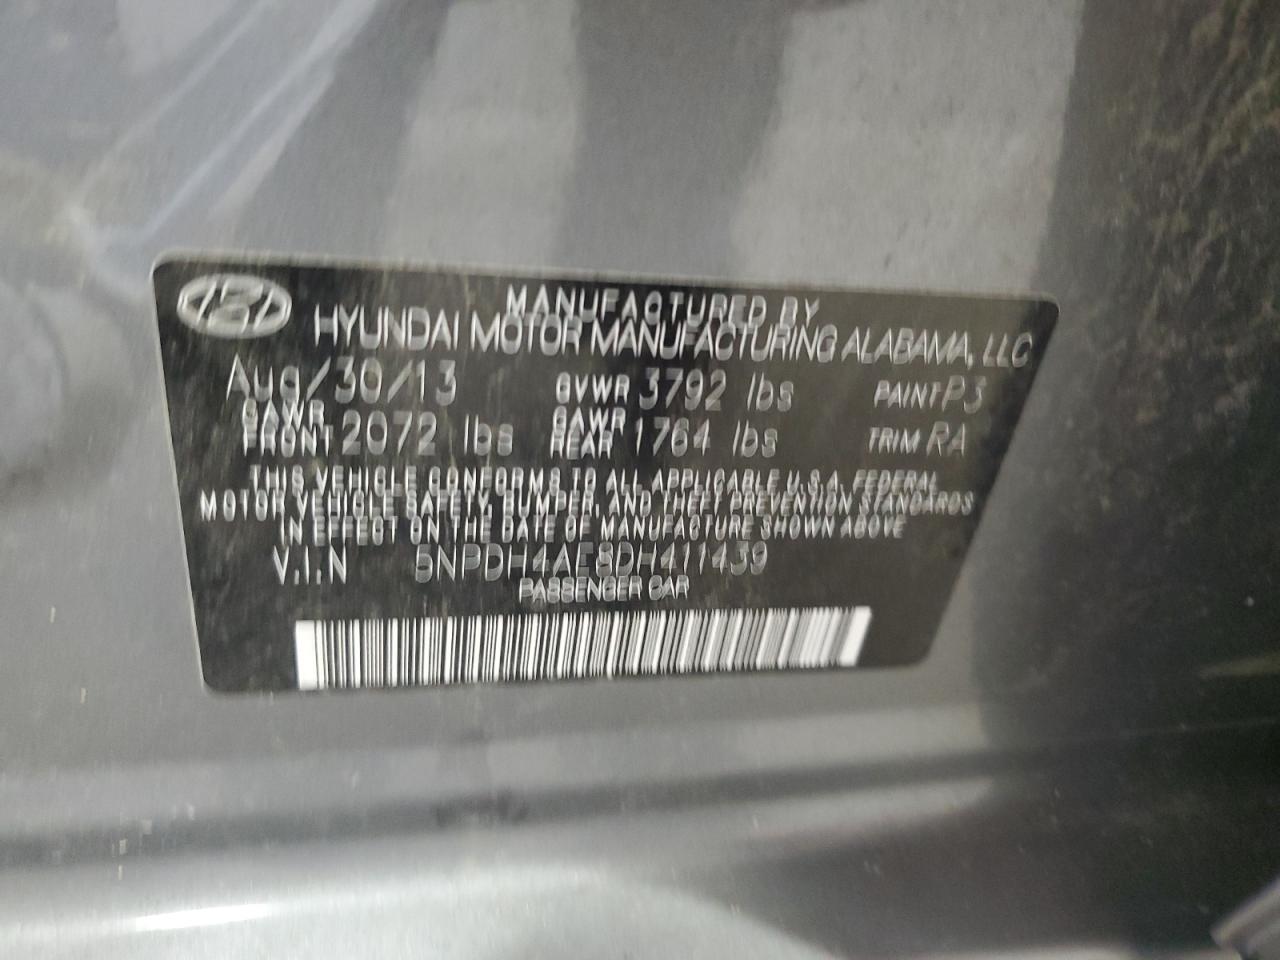 MANUFACTURED BY
HYUNDAI MOTOR MANUFACTURING ALABAMA, LLC
Aug/30/13 GVWR 3792 lbs PAINT P3
GAWR FRONT 2072 lbs GAWR REAR 1764 lbs TRIM RA
THIS VEHICLE CONFORMS TO ALL APPLICABLE U.S.A. FEDERAL
MOTOR VEHICLE SAFETY, BUMPER, AND THEFT PREVENTION STANDARDS
IN EFFECT ON THE DATE OF MANUFACTURE SHOWN ABOVE
V.I.N 5NPDH4AE8DH411439
PASSENGER CAR